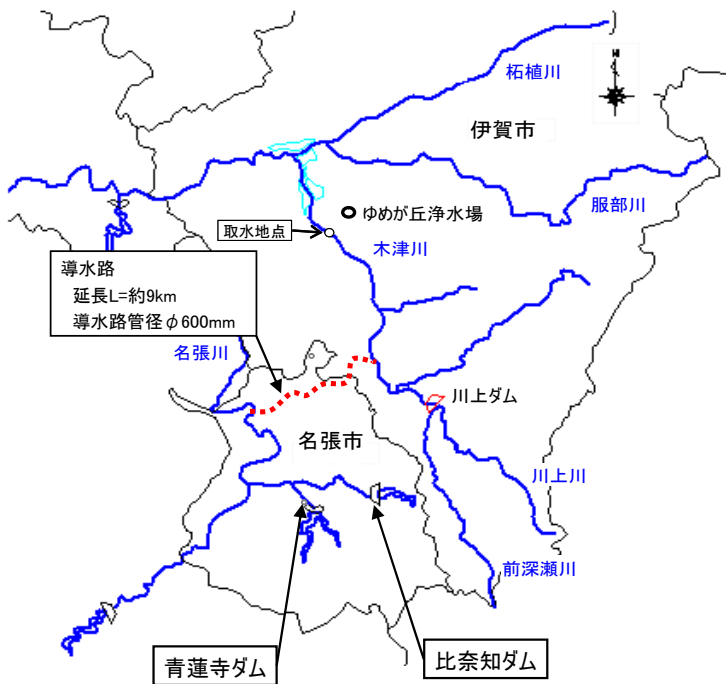 柘植川
伊賀市
服部川
ゆめが丘浄水場
取水地点
木津川
導水路
延長L=約9km
導水路管径φ600mm
名張川
川上ダム
名張市
川上川
前深瀬川
青蓮寺ダム
比奈知ダム